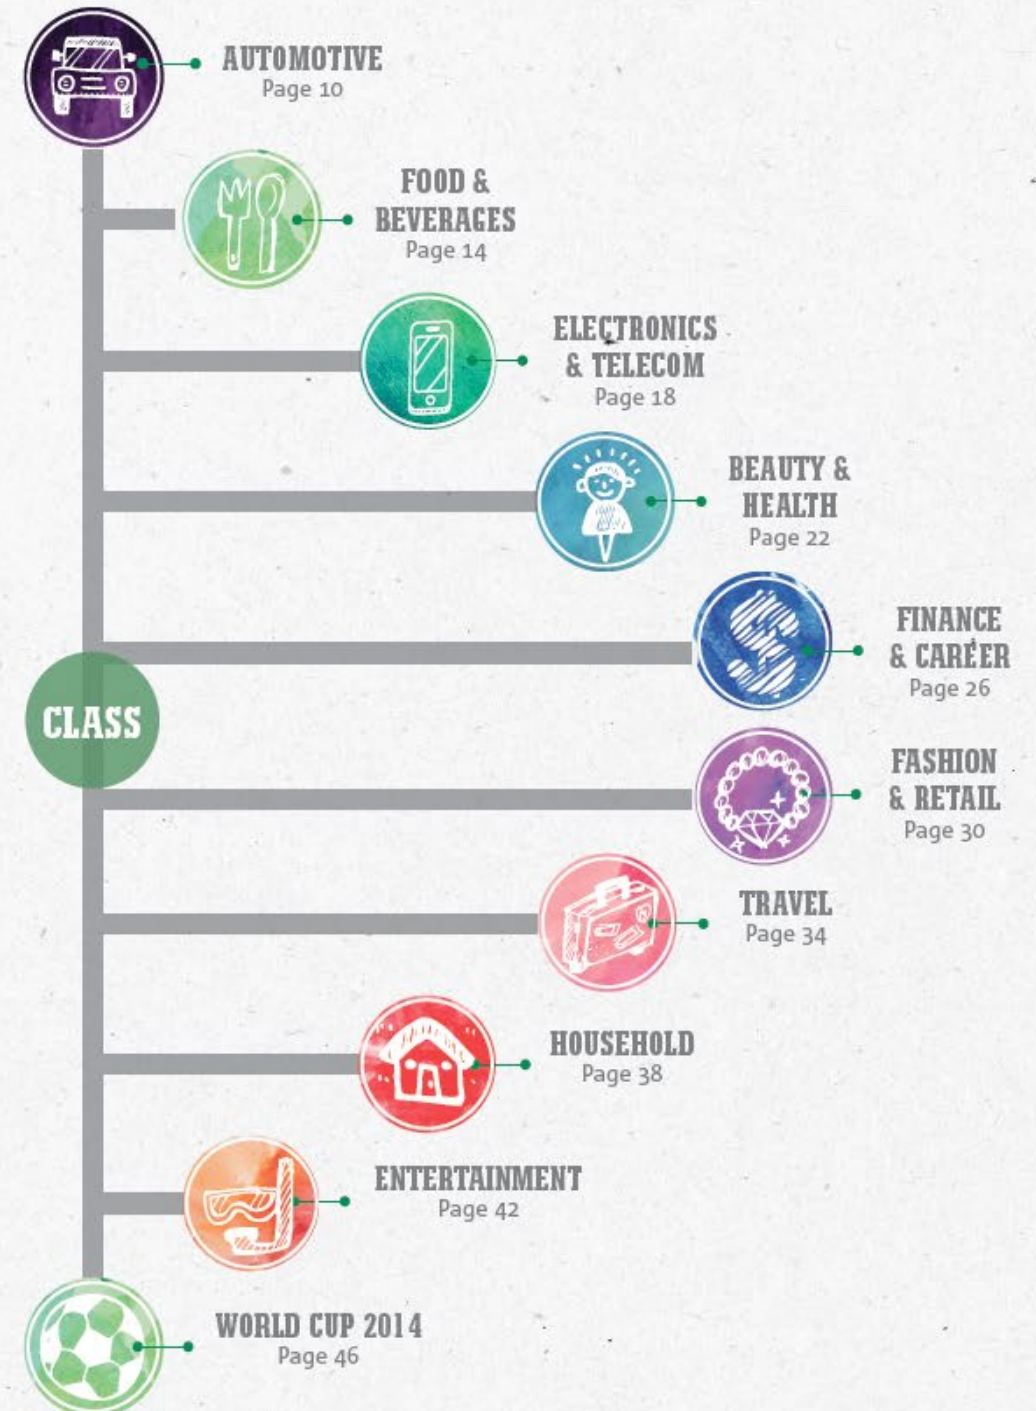 AUTOMOTIVE
Page 10
FOOD &
BEVERAGES
Page 14
ELECTRONICS
& TELECOM
Page 18
BEAUTY &
HEALTH
Page 22
FINANCE
& CAREER
Page 26
CLASS
FASHION
& RETAIL
Page 30
TRAVEL
Page 34
HOUSEHOLD
Page 38
ENTERTAINMENT
Page 42
WORLD CUP 2014
Page 46